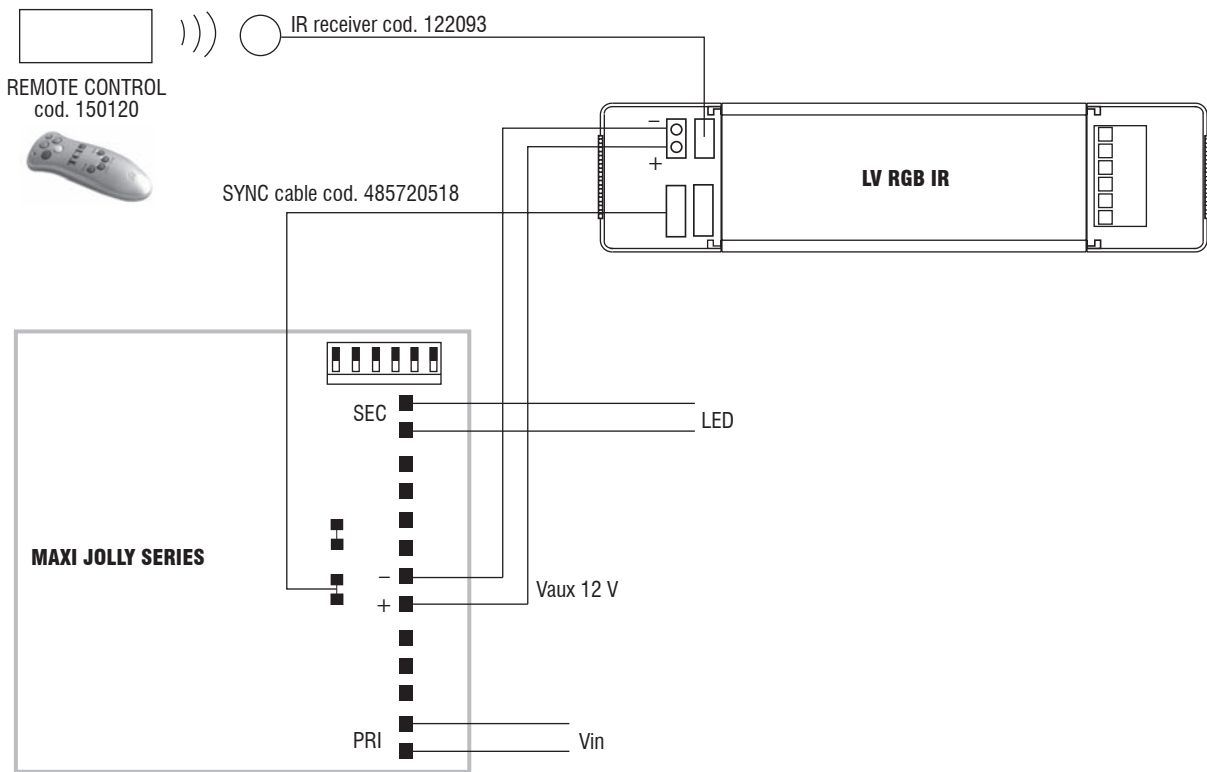 IR receiver cod. 122093
REMOTE CONTROL
cod. 150120
TCI
−
+
LV RGB IR
SYNC cable cod. 485720518
SEC
LED
MAXI JOLLY SERIES
−
+
Vaux 12 V
PRI
Vin